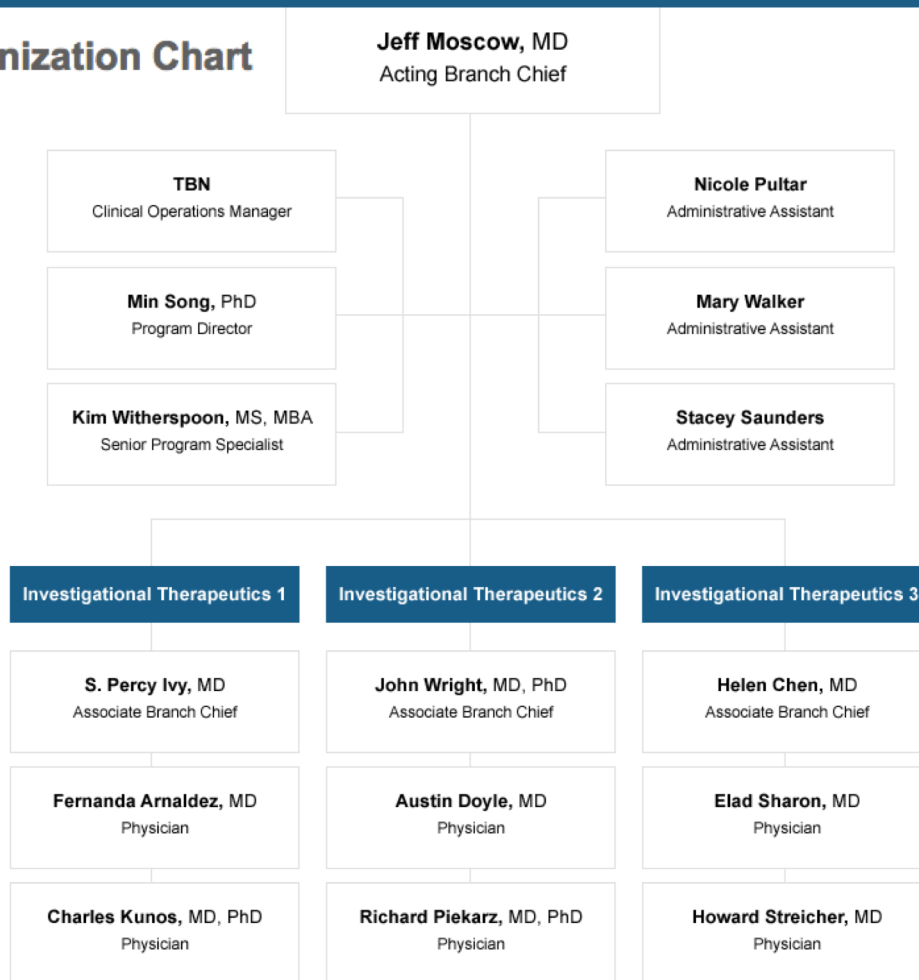 nization Chart
Jeff Moscow, MD
Acting Branch Chief
TBN
Clinical Operations Manager
Nicole Pultar
Administrative Assistant
Min Song, PhD
Program Director
Mary Walker
Administrative Assistant
Kim Witherspoon, MS, MBA
Senior Program Specialist
Stacey Saunders
Administrative Assistant
Investigational Therapeutics 1
Investigational Therapeutics 2
Investigational Therapeutics 3
S. Percy Ivy, MD
Associate Branch Chief
John Wright, MD, PhD
Associate Branch Chief
Helen Chen, MD
Associate Branch Chief
Fernanda Arnaldez, MD
Physician
Austin Doyle, MD
Physician
Elad Sharon, MD
Physician
Charles Kunos, MD, PhD
Physician
Richard Piekarz, MD, PhD
Physician
Howard Streicher, MD
Physician